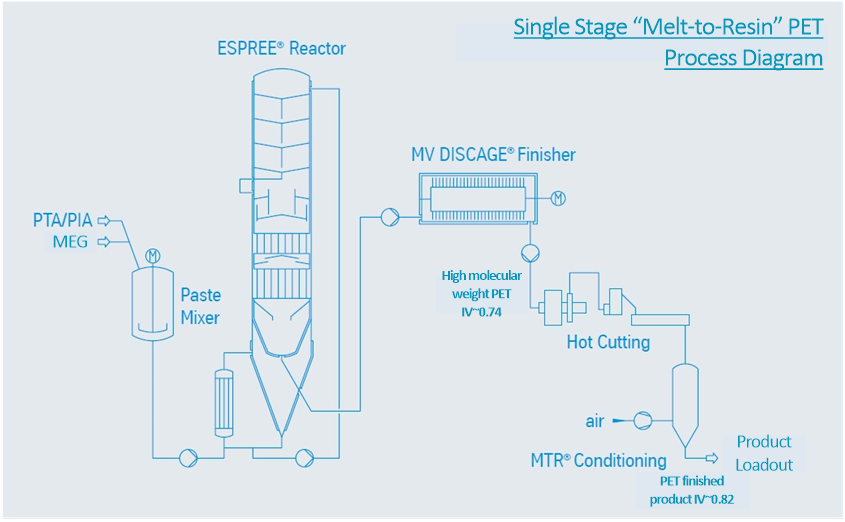 Single Stage “Melt-to-Resin” PET
Process Diagram
ESPREE® Reactor
MV DISCAGE® Finisher
M
PTA/PIA
MEG
M
Paste
Mixer
High molecular
weight PET
IV~0.74
Hot Cutting
air
MTR® Conditioning
Product
Loadout
PET finished
product IV~0.82